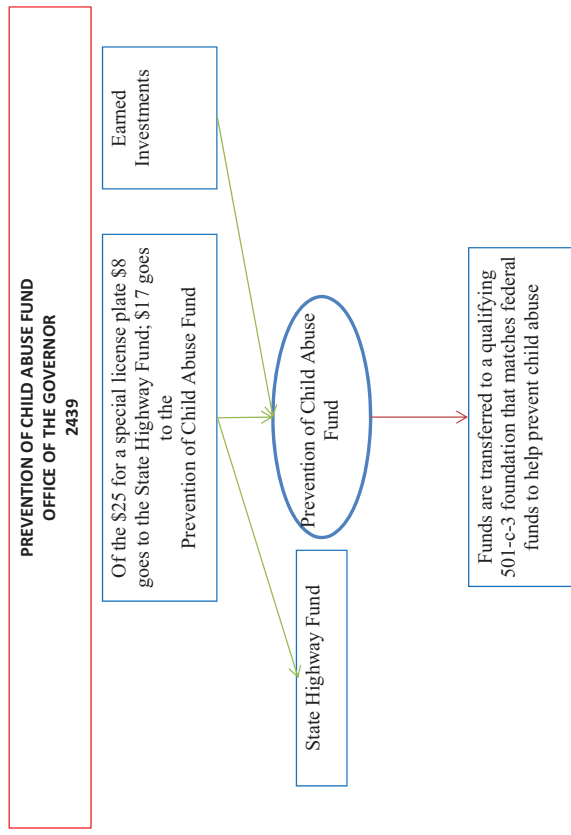 PREVENTION OF CHILD ABUSE FUND
OFFICE OF THE GOVERNOR
2439
Of the $25 for a special license plate $8
goes to the State Highway Fund; $17 goes
to the
Prevention of Child Abuse Fund
Earned
Investments
State Highway Fund
Prevention of Child Abuse
Fund
Funds are transferred to a qualifying
501-c-3 foundation that matches federal
funds to help prevent child abuse